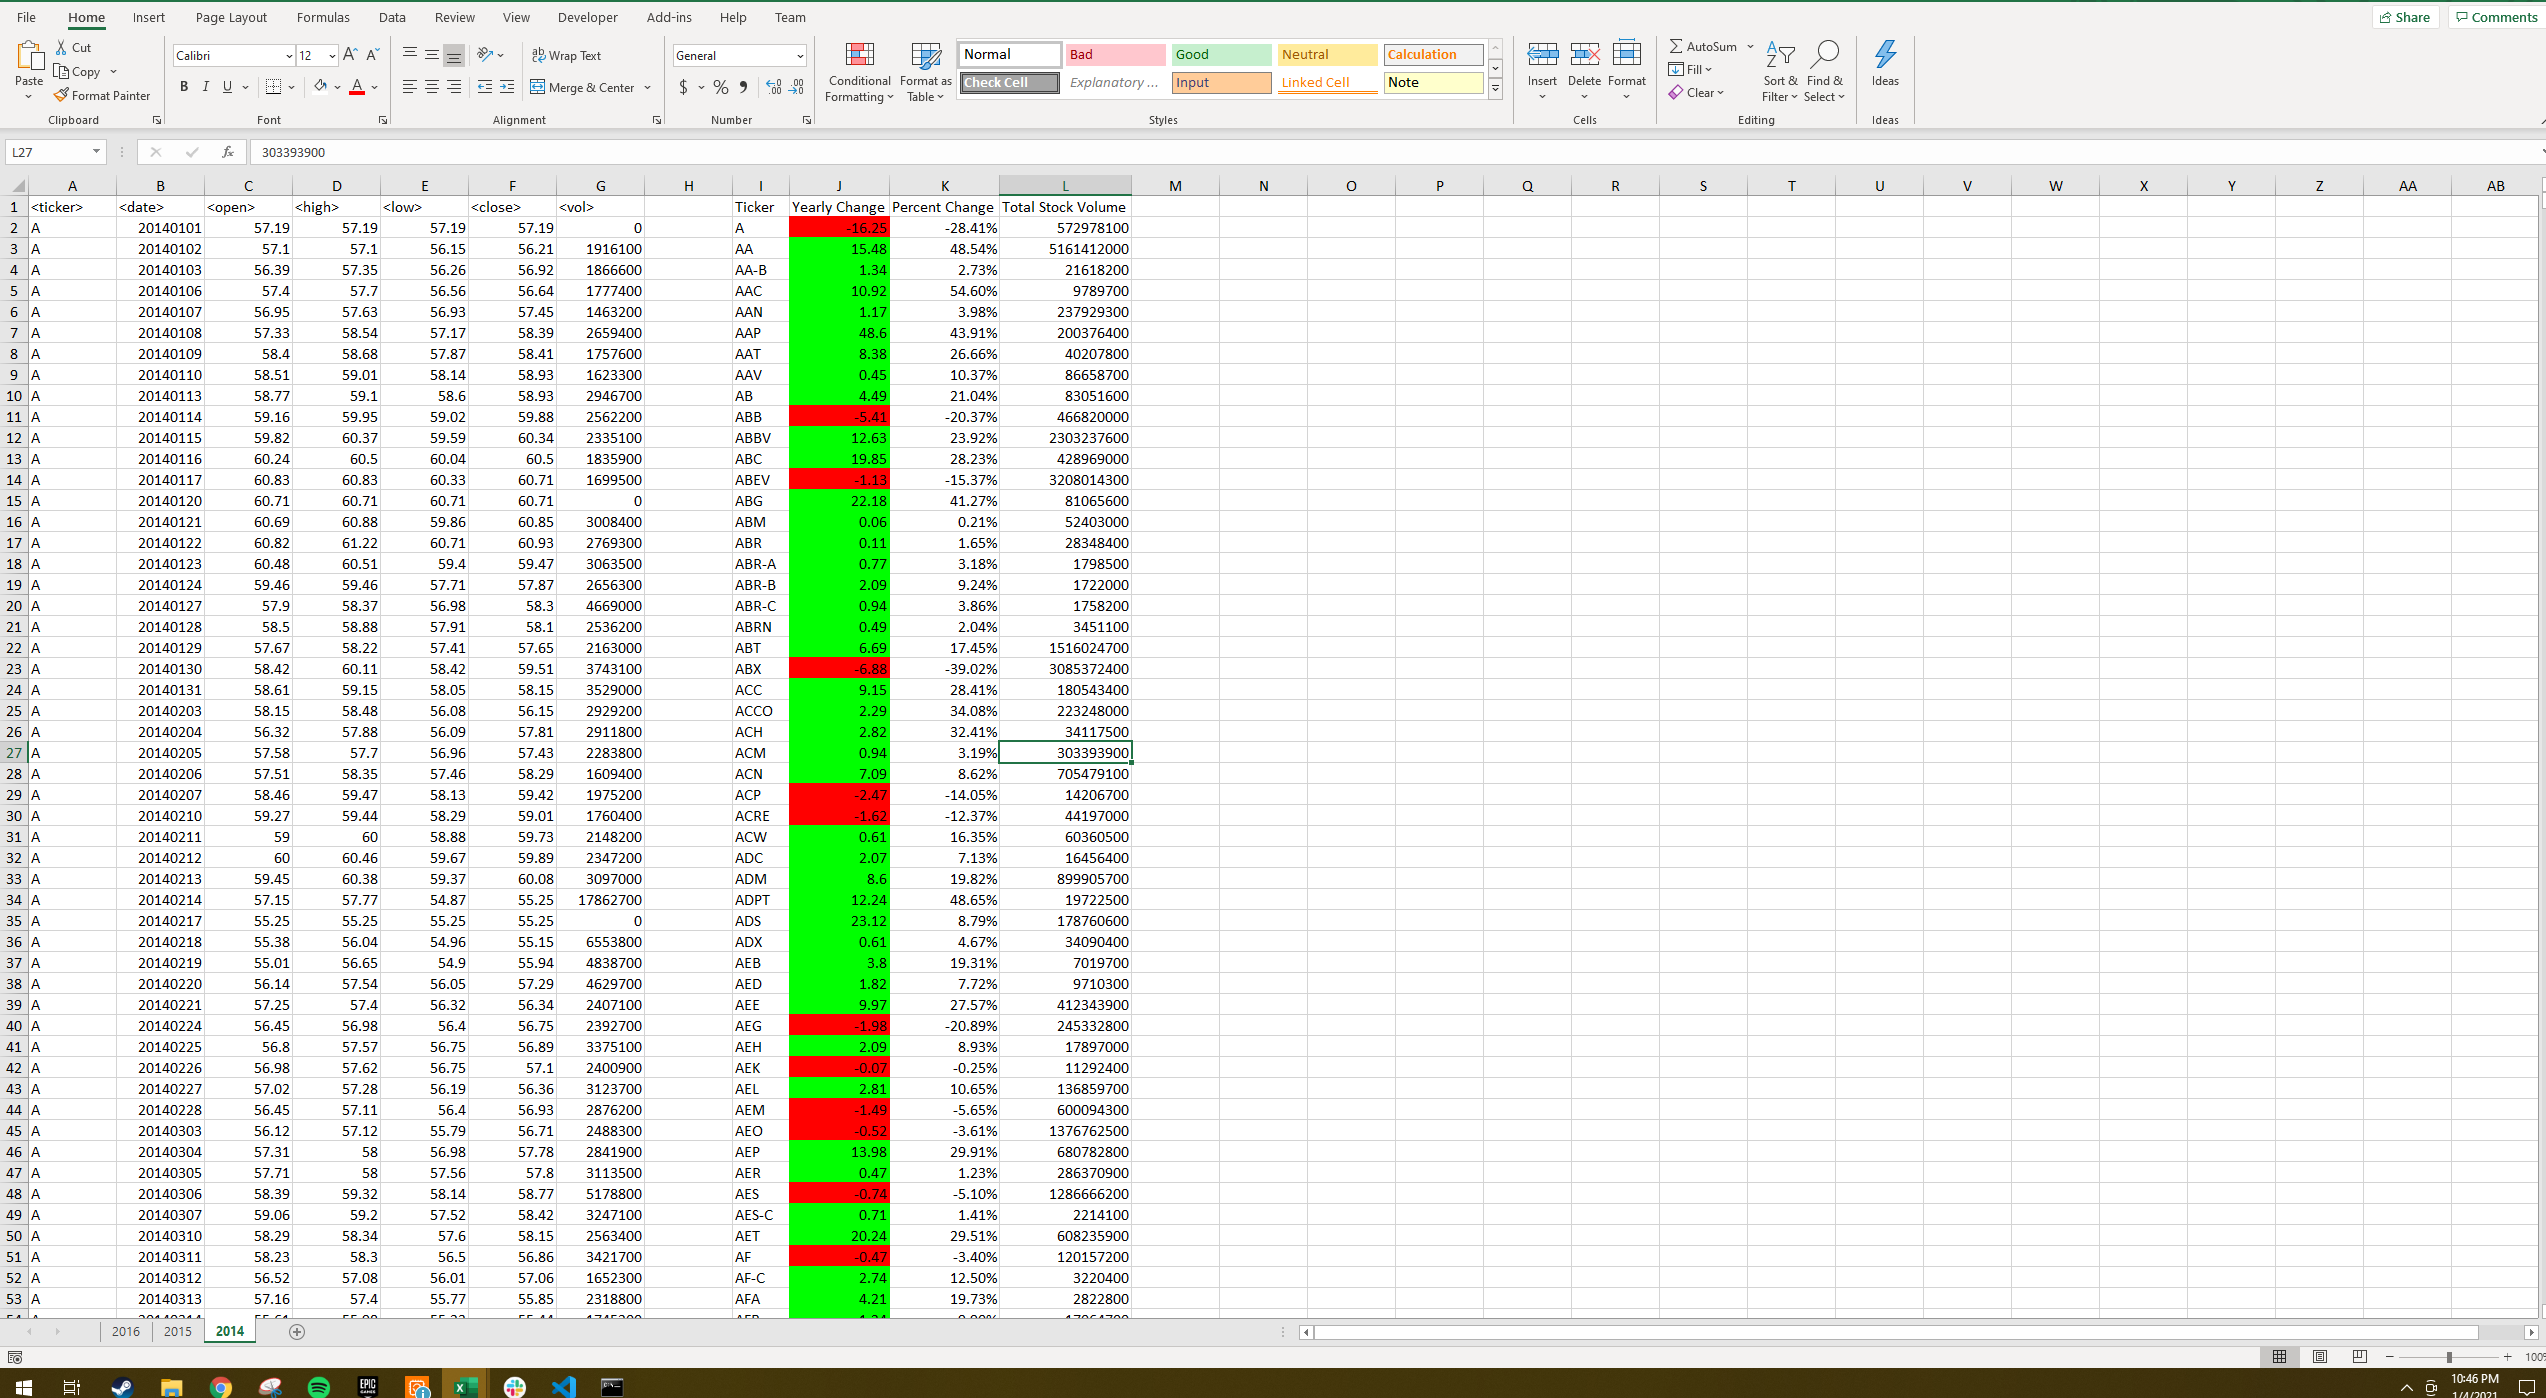 File Home Insert Page Layout Formulas Data Review View Developer Add-ins Help Team Share Comments
Paste Cut Copy Format Painter Clipboard
Calibri 12 B I U Font
Wrap Text Merge & Center Alignment
General $ % Number
Conditional Formatting Format as Table
Normal Bad Good Neutral Calculation
Check Cell Explanatory ... Input Linked Cell Note
Styles
Insert Delete Format Cells
AutoSum Fill Clear Sort & Filter Find & Select Editing
Ideas Ideas
L27 fx 303393900
A B C D E F G H I J K L M N O P Q R S T U V W X Y Z AA AB
1 <ticker> <date> <open> <high> <low> <close> <vol> Ticker Yearly Change Percent Change Total Stock Volume
2 A 20140101 57.19 57.19 57.19 57.19 0 A -16.25 -28.41% 572978100
3 A 20140102 57.1 57.1 56.15 56.21 1916100 AA 15.48 48.54% 5161412000
4 A 20140103 56.39 57.35 56.26 56.92 1866600 AA-B 1.34 2.73% 21618200
5 A 20140106 57.4 57.7 56.56 56.64 1777400 AAC 10.92 54.60% 9789700
6 A 20140107 56.95 57.63 56.93 57.45 1463200 AAN 1.17 3.98% 237929300
7 A 20140108 57.33 58.54 57.17 58.39 2659400 AAP 48.6 43.91% 200376400
8 A 20140109 58.4 58.68 57.87 58.41 1757600 AAT 8.38 26.66% 40207800
9 A 20140110 58.51 59.01 58.14 58.93 1623300 AAV 0.45 10.37% 86658700
10 A 20140113 58.77 59.1 58.6 58.93 2946700 AB 4.49 21.04% 83051600
11 A 20140114 59.16 59.95 59.02 59.88 2562200 ABB -5.41 -20.37% 466820000
12 A 20140115 59.82 60.37 59.59 60.34 2335100 ABBV 12.63 23.92% 2303237600
13 A 20140116 60.24 60.5 60.04 60.5 1835900 ABC 19.85 28.23% 428969000
14 A 20140117 60.83 60.83 60.33 60.71 1699500 ABEV -1.13 -15.37% 3208014300
15 A 20140120 60.71 60.71 60.71 60.71 0 ABG 22.18 41.27% 81065600
16 A 20140121 60.69 60.88 59.86 60.85 3008400 ABM 0.06 0.21% 52403000
17 A 20140122 60.82 61.22 60.71 60.93 2769300 ABR 0.11 1.65% 28348400
18 A 20140123 60.48 60.51 59.4 59.47 3063500 ABR-A 0.77 3.18% 1798500
19 A 20140124 59.46 59.46 57.71 57.87 2656300 ABR-B 2.09 9.24% 1722000
20 A 20140127 57.9 58.37 56.98 58.3 4669000 ABR-C 0.94 3.86% 1758200
21 A 20140128 58.5 58.88 57.91 58.1 2536200 ABRN 0.49 2.04% 3451100
22 A 20140129 57.67 58.22 57.41 57.65 2163000 ABT 6.69 17.45% 1516024700
23 A 20140130 58.42 60.11 58.42 59.51 3743100 ABX -6.88 -39.02% 3085372400
24 A 20140131 58.61 59.15 58.05 58.15 3529000 ACC 9.15 28.41% 180543400
25 A 20140203 58.15 58.48 56.08 56.15 2929200 ACCO 2.29 34.08% 223248000
26 A 20140204 56.32 57.88 56.09 57.81 2911800 ACH 2.82 32.41% 34117500
27 A 20140205 57.58 57.7 56.96 57.43 2283800 ACM 0.94 3.19% 303393900
28 A 20140206 57.51 58.35 57.46 58.29 1609400 ACN 7.09 8.62% 705479100
29 A 20140207 58.46 59.47 58.13 59.42 1975200 ACP -2.47 -14.05% 14206700
30 A 20140210 59.27 59.44 58.29 59.01 1760400 ACRE -1.62 -12.37% 44197000
31 A 20140211 59 60 58.88 59.73 2148200 ACW 0.61 16.35% 60360500
32 A 20140212 60 60.46 59.67 59.89 2347200 ADC 2.07 7.13% 16456400
33 A 20140213 59.45 60.38 59.37 60.08 3097000 ADM 8.6 19.82% 899905700
34 A 20140214 57.15 57.77 54.87 55.25 17862700 ADPT 12.24 48.65% 19722500
35 A 20140217 55.25 55.25 55.25 55.25 0 ADS 23.12 8.79% 178760600
36 A 20140218 55.38 56.04 54.96 55.15 6553800 ADX 0.61 4.67% 34090400
37 A 20140219 55.01 56.65 54.9 55.94 4838700 AEB 3.8 19.31% 7019700
38 A 20140220 56.14 57.54 56.05 57.29 4629700 AED 1.82 7.72% 9710300
39 A 20140221 57.25 57.4 56.32 56.34 2407100 AEE 9.97 27.57% 412343900
40 A 20140224 56.45 56.98 56.4 56.75 2392700 AEG -1.98 -20.89% 245332800
41 A 20140225 56.8 57.57 56.75 56.89 3375100 AEH 2.09 8.93% 17897000
42 A 20140226 56.98 57.62 56.75 57.1 2400900 AEK -0.07 -0.25% 11292400
43 A 20140227 57.02 57.28 56.19 56.36 3123700 AEL 2.81 10.65% 136859700
44 A 20140228 56.45 57.11 56.4 56.93 2876200 AEM -1.49 -5.65% 600094300
45 A 20140303 56.12 57.12 55.79 56.71 2488300 AEO -0.52 -3.61% 1376762500
46 A 20140304 57.31 58 56.98 57.78 2841900 AEP 13.98 29.91% 680782800
47 A 20140305 57.71 58 57.56 57.8 3113500 AER 0.47 1.23% 286370900
48 A 20140306 58.39 59.32 58.14 58.77 5178800 AES -0.74 -5.10% 1286666200
49 A 20140307 59.06 59.2 57.52 58.42 3247100 AES-C 0.71 1.41% 2214100
50 A 20140310 58.29 58.34 57.6 58.15 2563400 AET 20.24 29.51% 608235900
51 A 20140311 58.23 58.3 56.5 56.86 3421700 AF -0.47 -3.40% 120157200
52 A 20140312 56.52 57.08 56.01 57.06 1652300 AF-C 2.74 12.50% 3220400
53 A 20140313 57.16 57.4 55.77 55.85 2318800 AFA 4.21 19.73% 2822800
2016 2015 2014
100%
EPIC GAMES
10:46 PM
1/4/2021